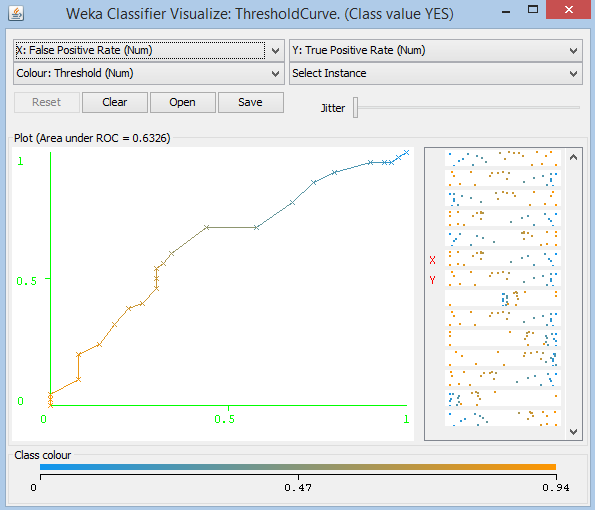 Weka Classifier Visualize: ThresholdCurve. (Class value YES)
X: False Positive Rate (Num) Y: True Positive Rate (Num)
Colour: Threshold (Num) Select Instance
Reset Clear Open Save Jitter
Plot (Area under ROC = 0.6326)
1
X
Y
0.5
0
0 0.5 1
Class colour
0 0.47 0.94